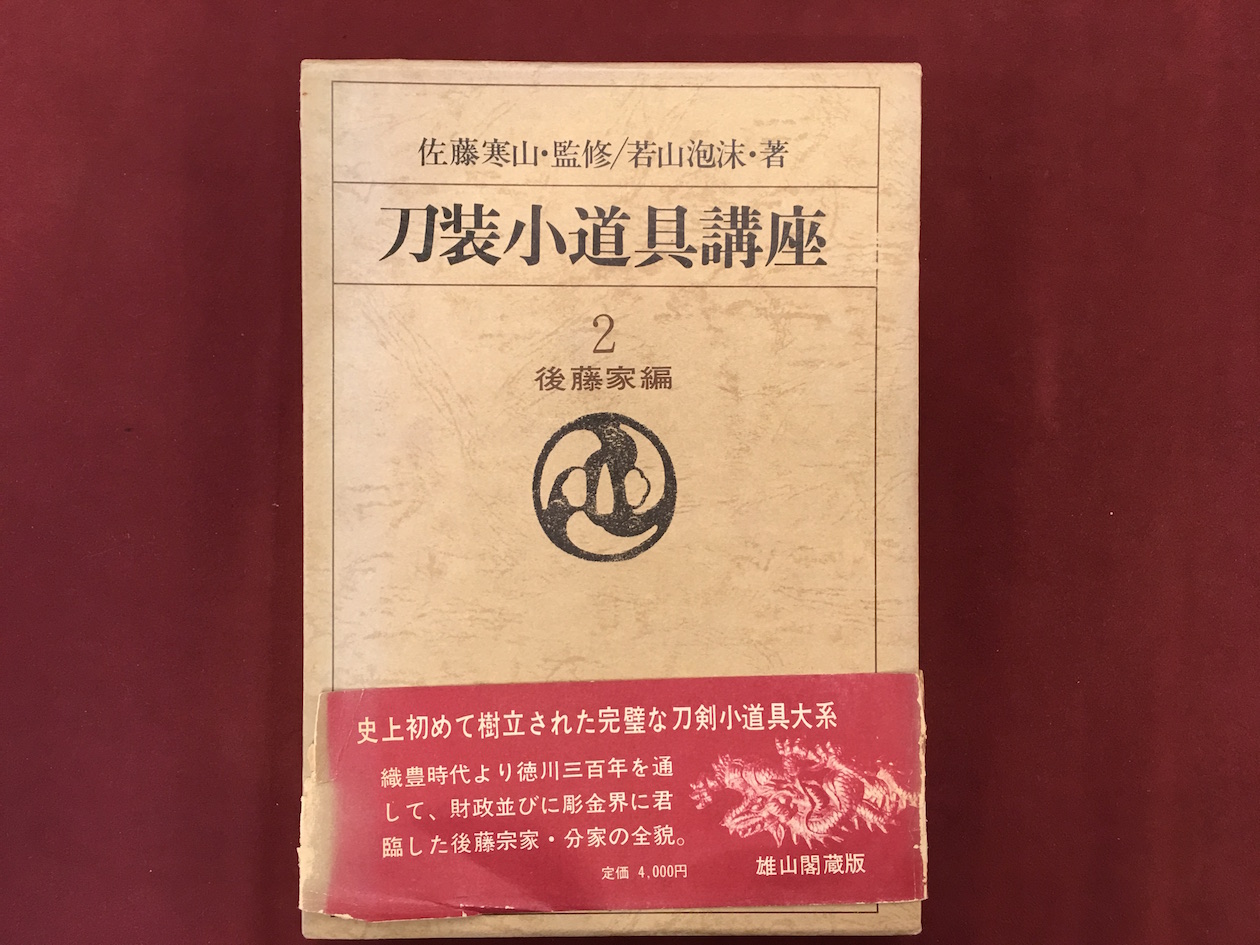 佐藤寒山・監修/若山泡沫・著
刀装小道具講座
2
後藤家編
史上初めて樹立された完璧な刀剣小道具大系
織豊時代より徳川三百年を通
して、財政並びに彫金界に君
臨した後藤宗家・分家の全貌。
定価 4,000円
雄山閣蔵版